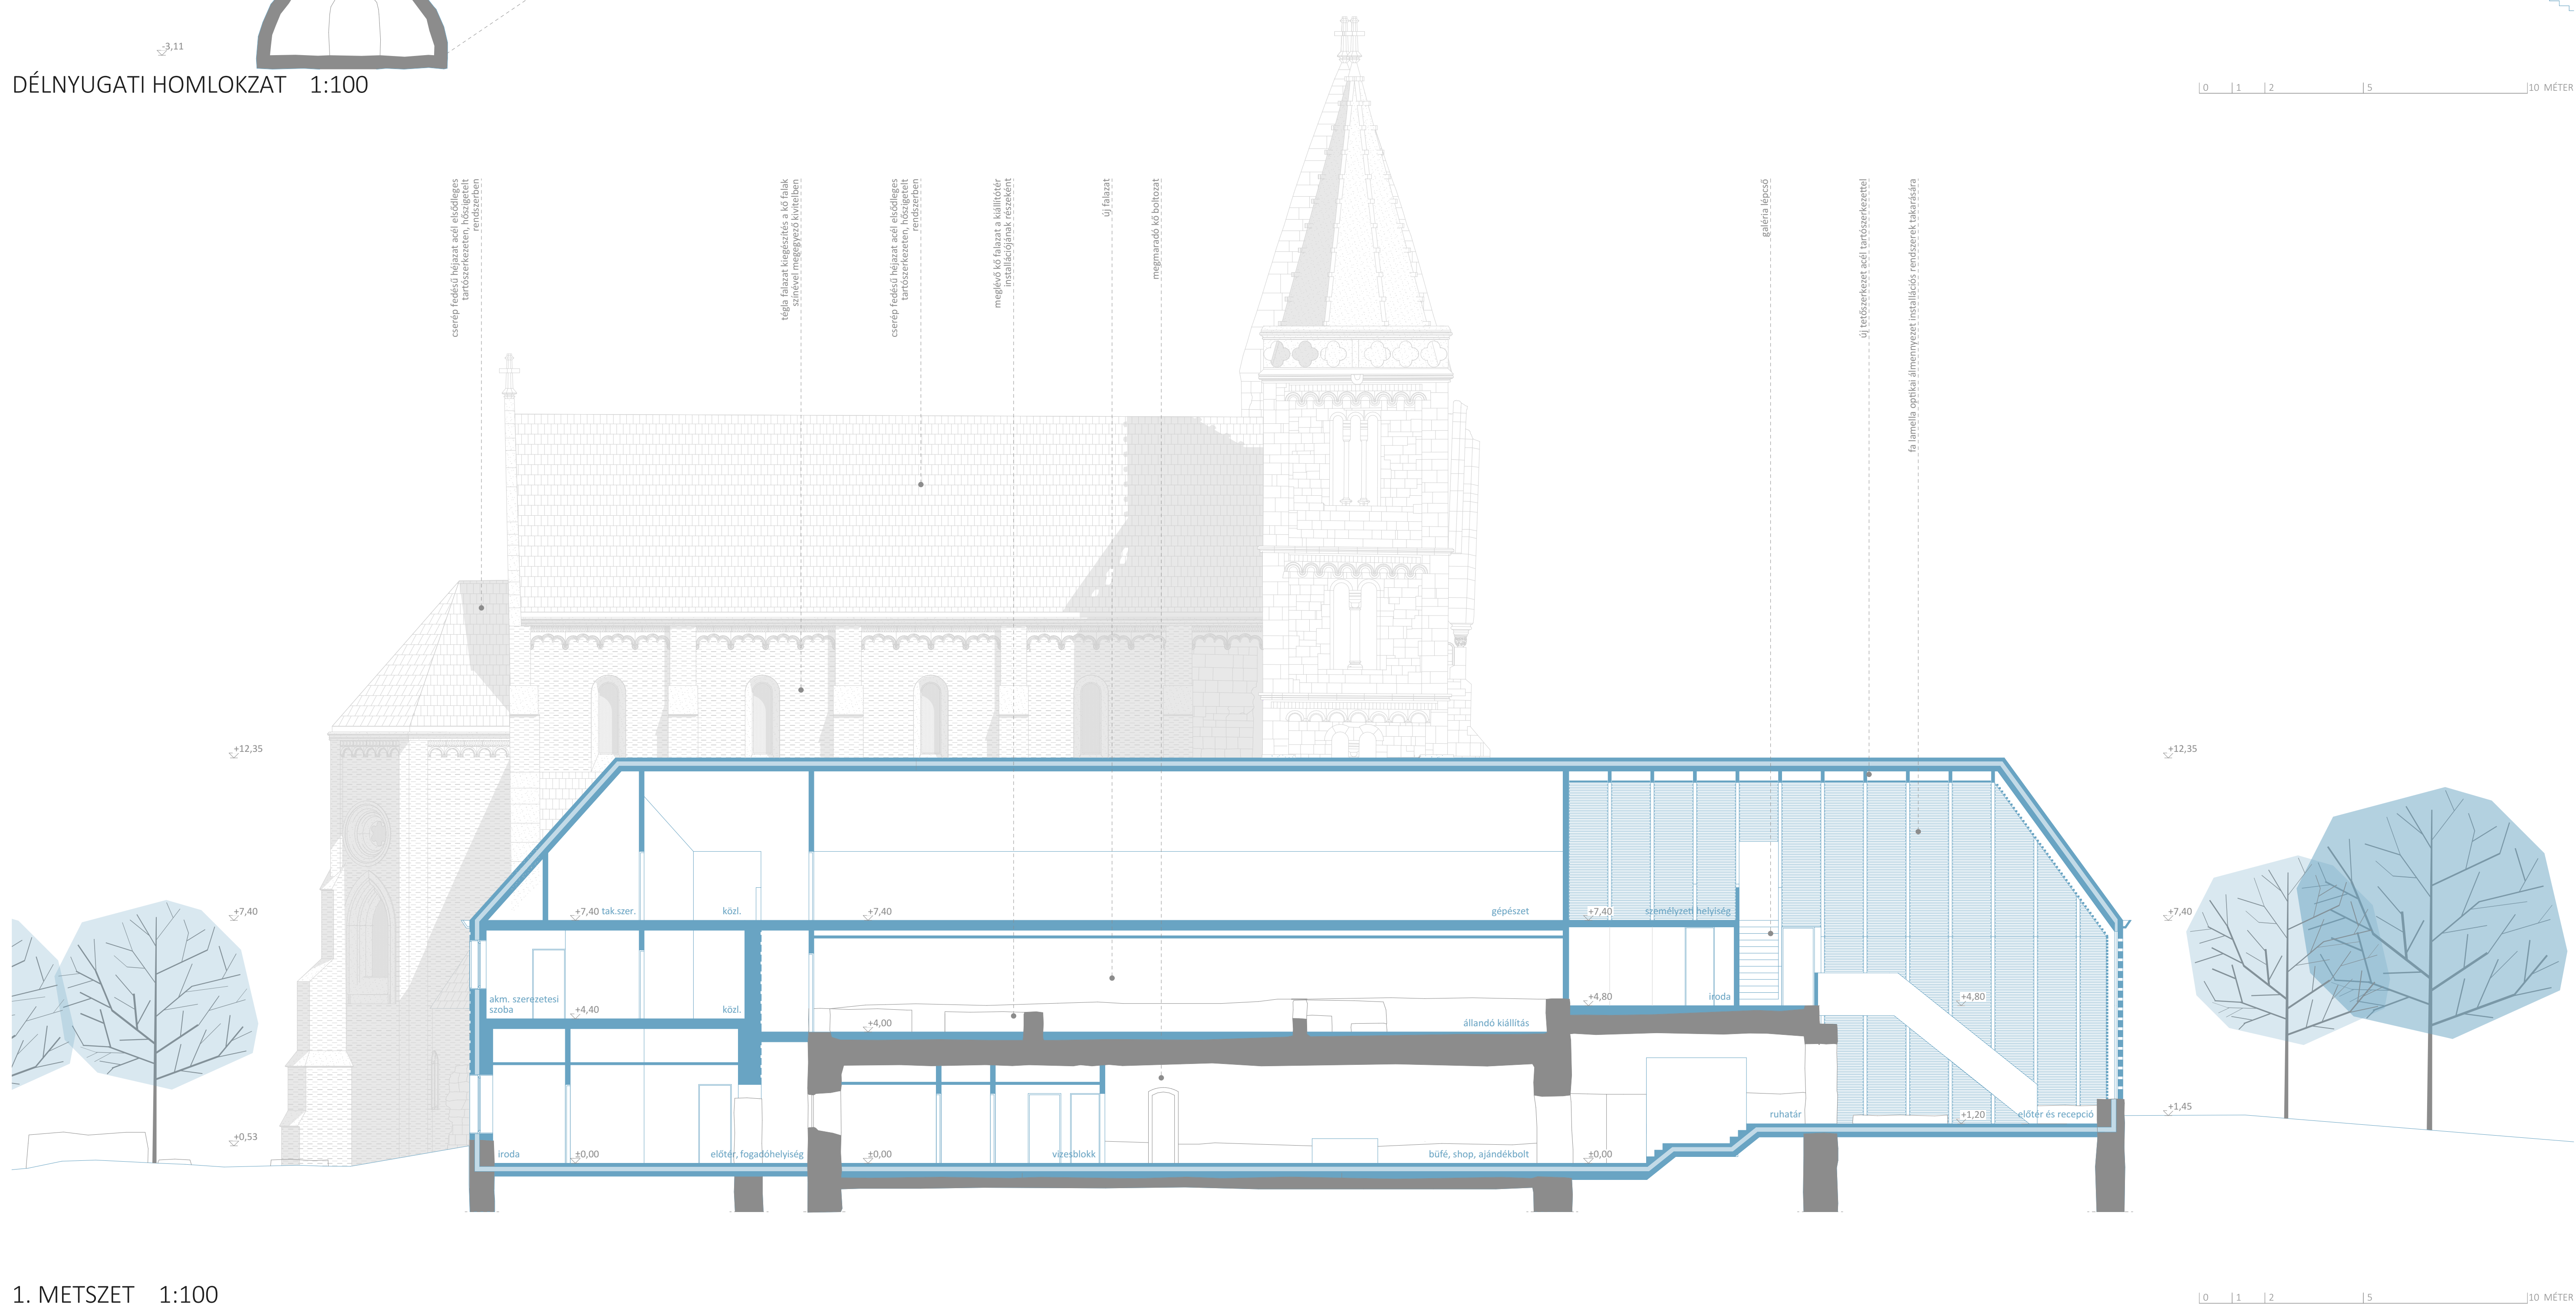 -3,11
DÉLNYUGATI HOMLOKZAT 1:100
0 1 2 5 10 MÉTER
cserép fedésű héjazat acél elsődleges
tartószerkezeten, hőszigetelt
rendszerben
tégla falazat kiegészítés a kő falak
színével megegyező kivitelben
cserép fedésű héjazat acél elsődleges
tartószerkezeten, hőszigetelt
rendszerben
meglévő kő falazat a kiállítótér
installációjának részeként
új falazat
megmaradó kő boltozat
galéria lépcső
új tetőszerkezet acél tartószerkezettel
fa lamella optikai álmennyezet installációs rendszerek takarására
+12,35
+12,35
+7,40
+7,40 tak.szer.
közl.
+7,40
gépészet
+7,40
személyzeti helyiség
+7,40
akm. szerezetesi
szoba
+4,40
közl.
+4,00
állandó kiállítás
+4,80
iroda
+4,80
+0,53
iroda
±0,00
előtér, fogadóhelyiség
±0,00
vizesblokk
büfé, shop, ajándékbolt
±0,00
ruhatár
+1,20
előtér és recepció
+1,45
1. METSZET 1:100
0 1 2 5 10 MÉTER